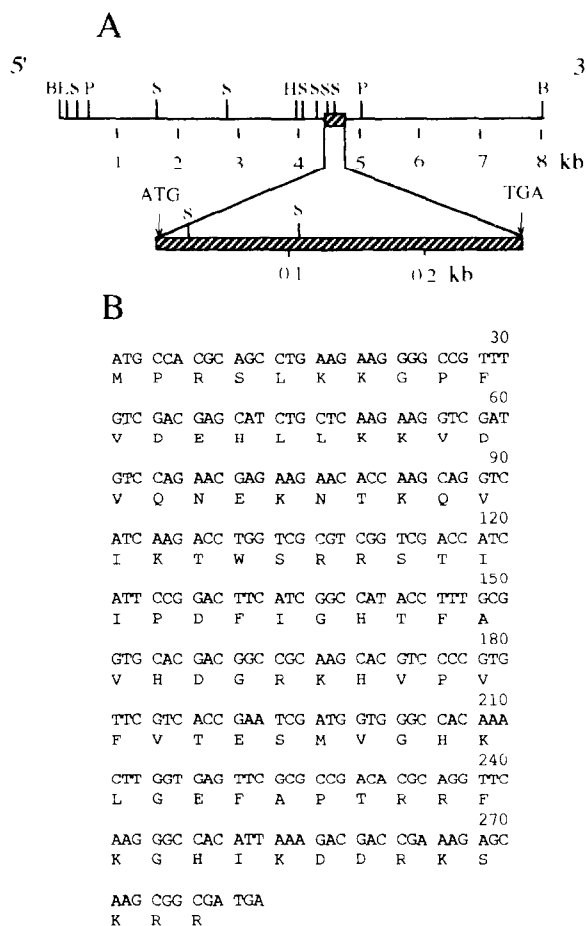 A
5' 3
B L S P S S H S S S S P B
1 2 3 4 5 6 7 8 kb
ATG TGA
S S
0.1 0.2 kb
B
30
ATG CCA CGC AGC CTG AAG AAG GGG CCG TTT
M P R S L K K G P F
60
GTC GAC GAG CAT CTG CTC AAG AAG GTC GAT
V D E H L L K K V D
90
GTC CAG AAC GAG AAG AAC ACC AAG CAG GTC
V Q N E K N T K Q V
120
ATC AAG ACC TGG TCG CGT CGG TCG ACC ATC
I K T W S R R S T I
150
ATT CCG GAC TTC ATC GGC CAT ACC TTT GCG
I P D F I G H T F A
180
GTG CAC GAC GGC CGC AAG CAC GTC CCC GTG
V H D G R K H V P V
210
TTC GTC ACC GAA TCG ATG GTG GGC CAC AAA
F V T E S M V G H K
240
CTT GGT GAG TTC GCG CCG ACA CGC AGG TTC
L G E F A P T R R F
270
AAG GGC CAC ATT AAA GAC GAC CGA AAG AGC
K G H I K D D R K S
AAG CGG CGA TGA
K R R